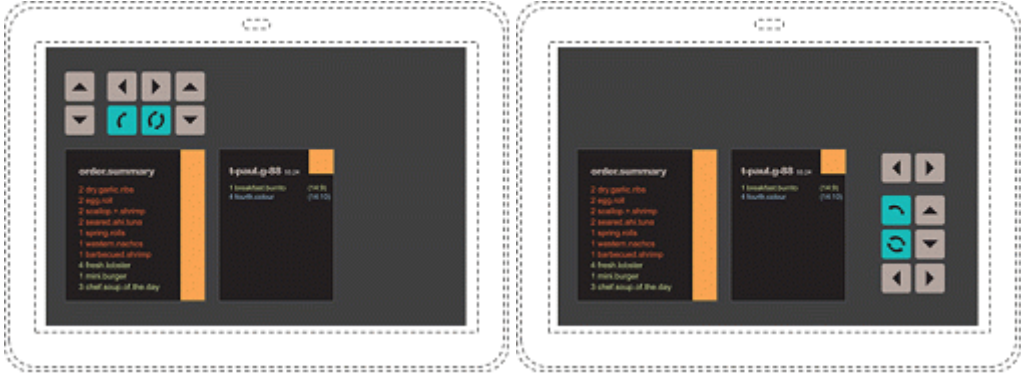 order.summary
2 dry.garlic.ribs
2 egg.roll
2 scallop.n.shrimp
2 seared.ahi.tuna
1 spring.rolls
1 western.nachos
1 barbecued.shrimp
4 fresh.lobster
1 mini.burger
3 chef.soup.of.the.day
t-paul.g-88 10:24
1 breakfast.burrito (14:9)
4 fourth.colour (14:10)
order.summary
2 dry.garlic.ribs
2 egg.roll
2 scallop.n.shrimp
2 seared.ahi.tuna
1 spring.rolls
1 western.nachos
1 barbecued.shrimp
4 fresh.lobster
1 mini.burger
3 chef.soup.of.the.day
t-paul.g-88 10:24
1 breakfast.burrito (14:9)
4 fourth.colour (14:10)